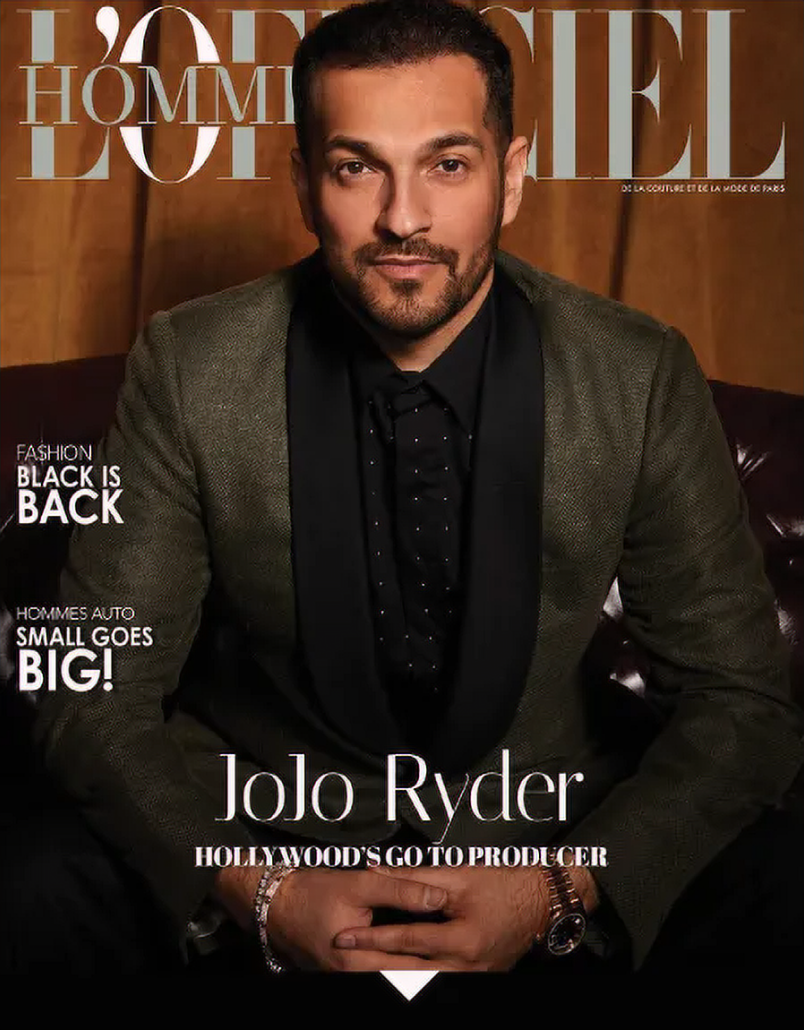 L'OFFICIEL
HOMMES
DE LA COUTURE ET DE LA MODE DE PARIS
FASHION
BLACK IS
BACK
HOMMES AUTO
SMALL GOES
BIG!
JoJo Ryder
HOLLYWOOD'S GO TO PRODUCER